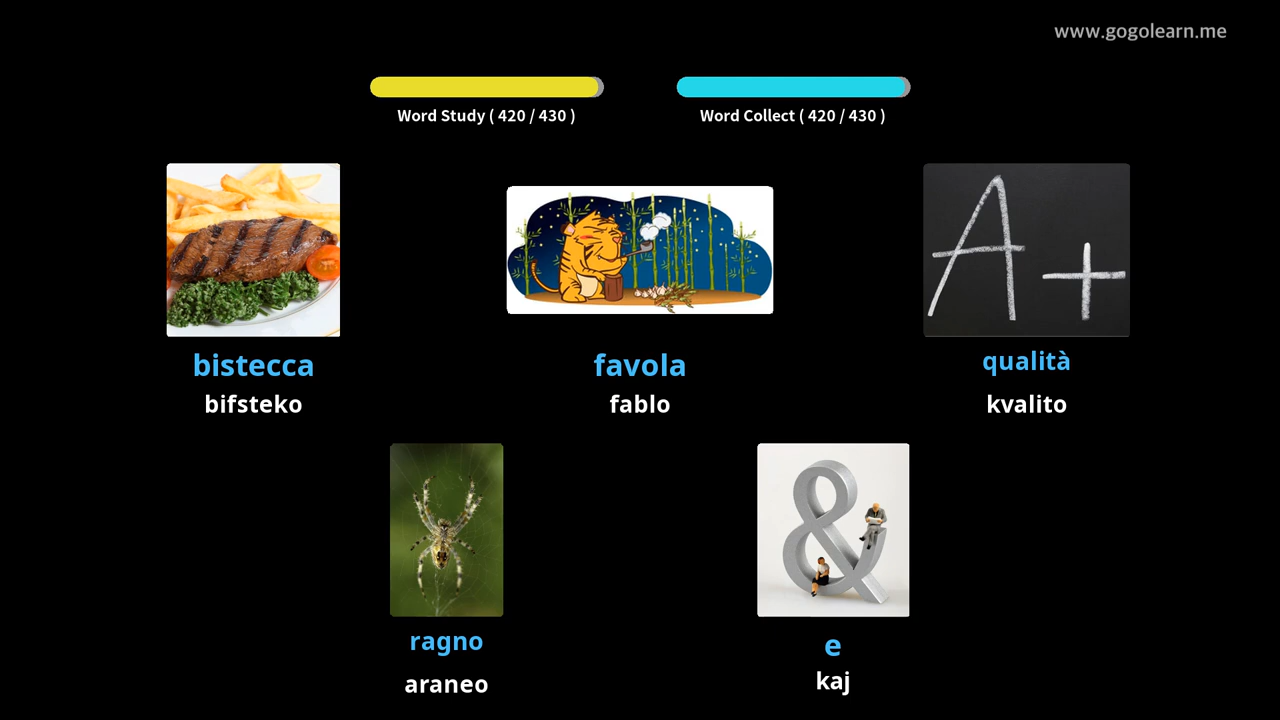 www.gogolearn.me
Word Study ( 420 / 430 )
Word Collect ( 420 / 430 )
A+
bistecca
bifsteko
favola
fablo
qualità
kvalito
&
ragno
araneo
e
kaj